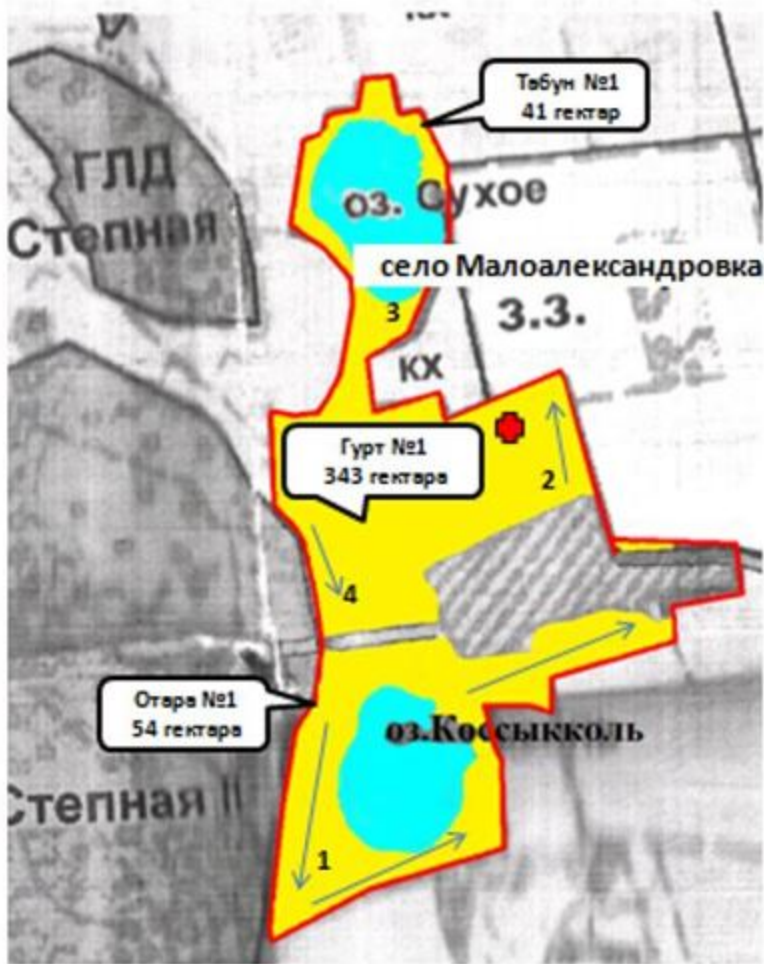 Табун №1
41 гектар
ГЛД
Степная
оз. Сухое
село Малоалександровка
3
З.З.
КХ
Гурт №1
343 гектара
2
4
Отара №1
54 гектара
оз.Коссыкколь
Степная II
1